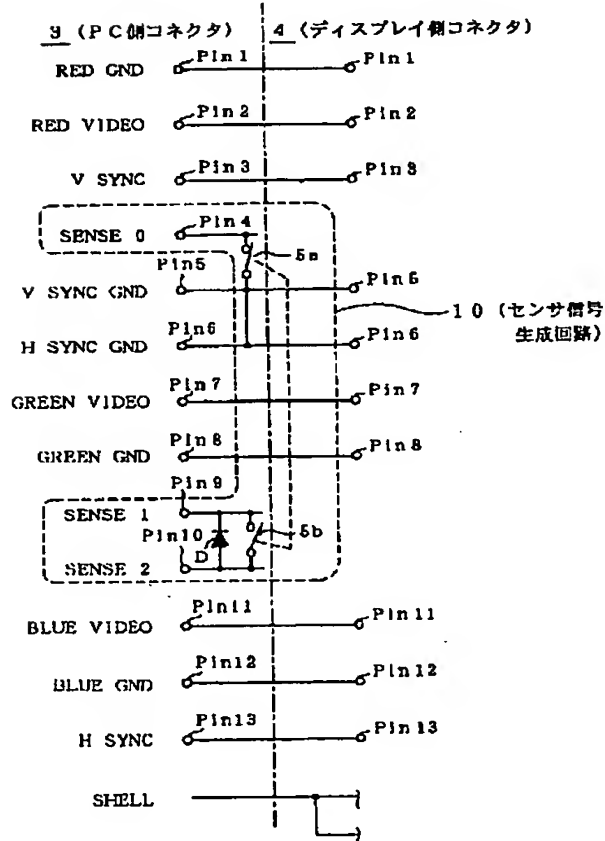 3 (PC側コネクタ) 4 (ディスプレイ側コネクタ)
RED GND Pin1 Pin1
RED VIDEO Pin2 Pin2
V SYNC Pin3 Pin3
SENSE 0 Pin4
5a
V SYNC GND Pin5 Pin5
10 (センサ信号
生成回路)
H SYNC GND Pin6 Pin6
GREEN VIDEO Pin7 Pin7
GREEN GND Pin8 Pin8
Pin9
SENSE 1
Pin10 D 5b
SENSE 2
BLUE VIDEO Pin11 Pin11
BLUE GND Pin12 Pin12
H SYNC Pin13 Pin13
SHELL